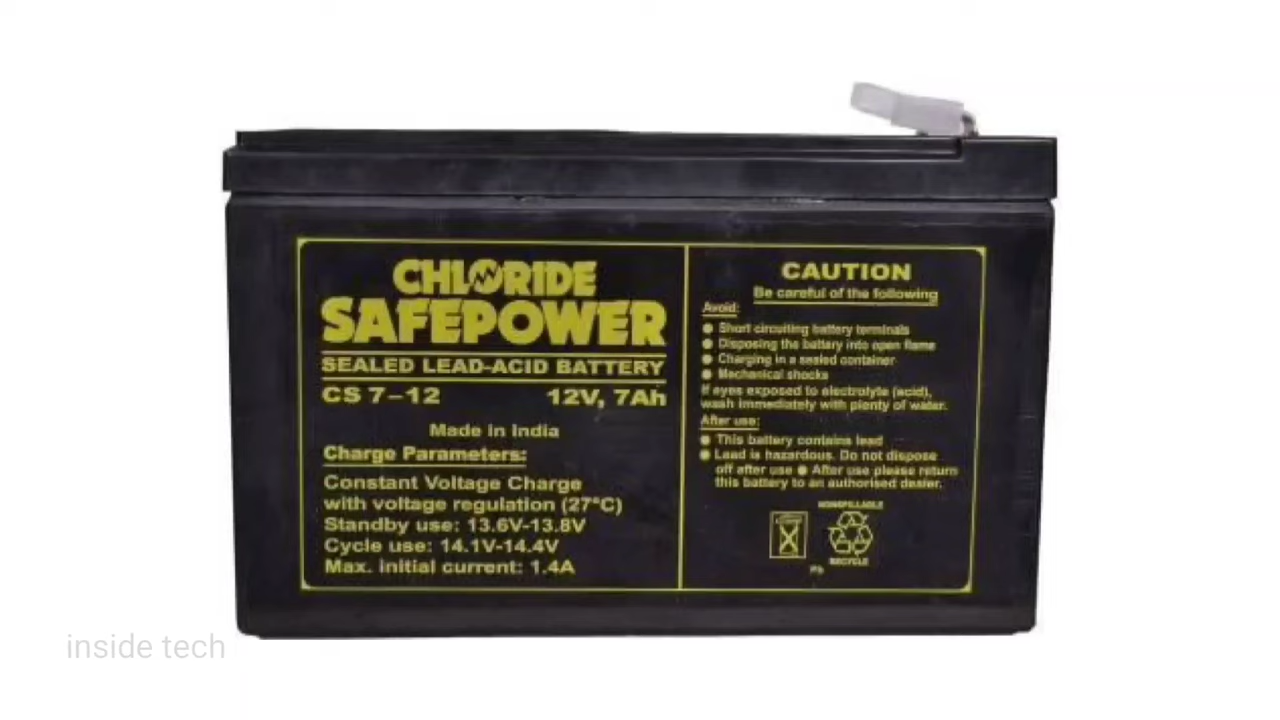 CHLORIDE
SAFEPOWER
SEALED LEAD-ACID BATTERY
CS 7-12 12V, 7Ah
Made in India
Charge Parameters:
Constant Voltage Charge
with voltage regulation (27°C)
Standby use: 13.6V-13.8V
Cycle use: 14.1V-14.4V
Max. initial current: 1.4A
CAUTION
Be careful of the following
Avoid:
● Short circuiting battery terminals
● Disposing the battery into open flame
● Charging in a sealed container
● Mechanical shocks
If eyes exposed to electrolyte (acid),
wash immediately with plenty of water.
After use:
● This battery contains lead
● Lead is hazardous. Do not dispose
off after use ● After use please return
this battery to an authorised dealer.
NONSPILLABLE
RECYCLE
Pb
inside tech